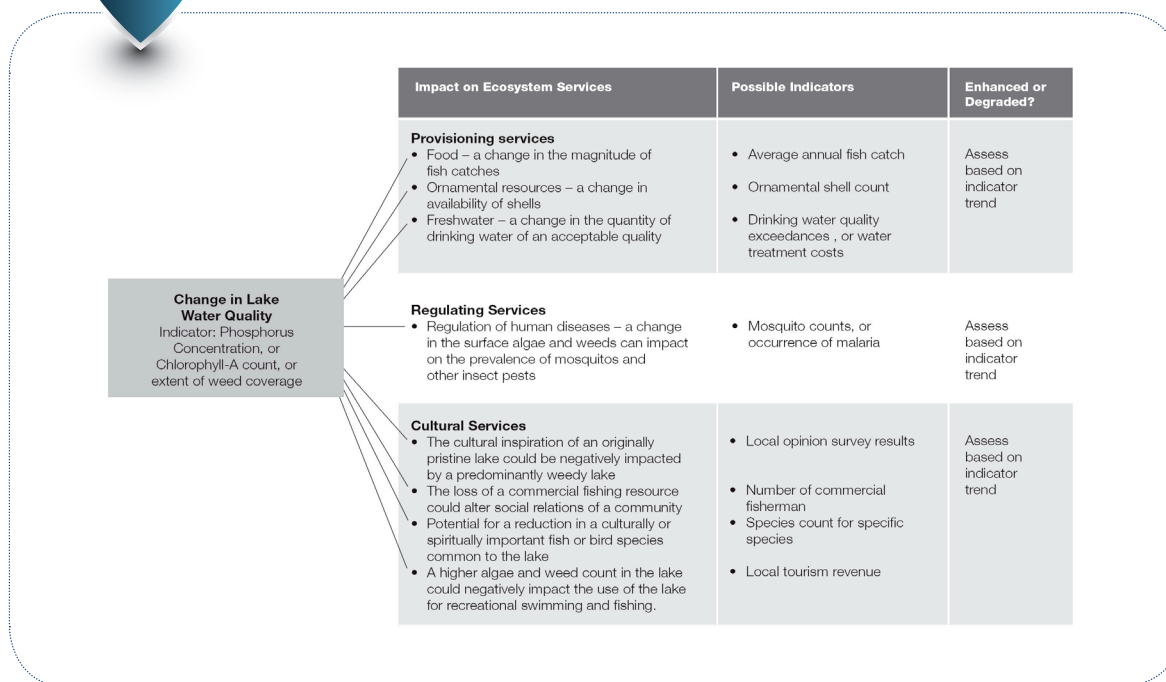 Impact on Ecosystem Services
Possible Indicators
Enhanced or
Degraded?
Change in Lake
Water Quality
Indicator: Phosphorus
Concentration, or
Chlorophyll-A count, or
extent of weed coverage
Provisioning services
• Food – a change in the magnitude of
fish catches
• Ornamental resources – a change in
availability of shells
• Freshwater – a change in the quantity of
drinking water of an acceptable quality
• Average annual fish catch
• Ornamental shell count
• Drinking water quality
exceedances , or water
treatment costs
Assess
based on
indicator
trend
Regulating Services
• Regulation of human diseases – a change
in the surface algae and weeds can impact
on the prevalence of mosquitos and
other insect pests
• Mosquito counts, or
occurrence of malaria
Assess
based on
indicator
trend
Cultural Services
• The cultural inspiration of an originally
pristine lake could be negatively impacted
by a predominantly weedy lake
• The loss of a commercial fishing resource
could alter social relations of a community
• Potential for a reduction in a culturally or
spiritually important fish or bird species
common to the lake
• A higher algae and weed count in the lake
could negatively impact the use of the lake
for recreational swimming and fishing.
• Local opinion survey results
• Number of commercial
fisherman
• Species count for specific
species
• Local tourism revenue
Assess
based on
indicator
trend